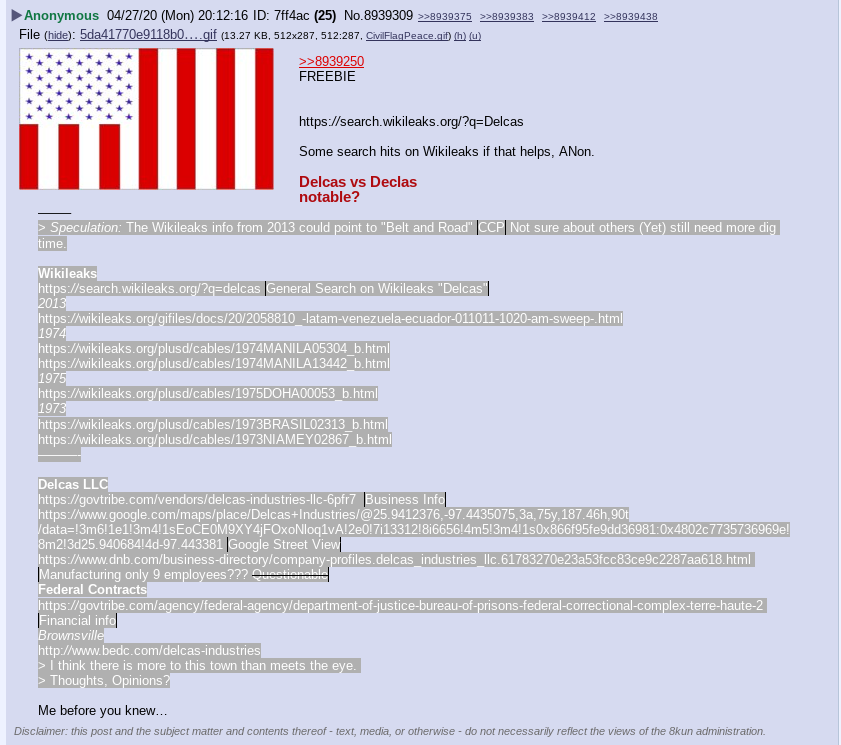 Anonymous 04/27/20 (Mon) 20:12:16 ID: 7ff4ac (25) No.8939309 >>8939375 >>8939383 >>8939412 >>8939438
File (hide): 5da41770e9118b0….gif (13.27 KB, 512x287, 512:287, CivilFlagPeace.gif) (h) (u)
>>8939250
FREEBIE
https://search.wikileaks.org/?q=Delcas
Some search hits on Wikileaks if that helps, ANon.
Delcas vs Declas
notable?
> Speculation: The Wikileaks info from 2013 could point to "Belt and Road" |CCP| Not sure about others (Yet) still need more dig
time.
Wikileaks
https://search.wikileaks.org/?q=delcas |General Search on Wikileaks "Delcas"|
2013
https://wikileaks.org/gifiles/docs/20/2058810_-latam-venezuela-ecuador-011011-1020-am-sweep-.html
1974
https://wikileaks.org/plusd/cables/1974MANILA05304_b.html
https://wikileaks.org/plusd/cables/1974MANILA13442_b.html
1975
https://wikileaks.org/plusd/cables/1975DOHA00053_b.html
1973
https://wikileaks.org/plusd/cables/1973BRASIL02313_b.html
https://wikileaks.org/plusd/cables/1973NIAMEY02867_b.html
Delcas LLC
https://govtribe.com/vendors/delcas-industries-llc-6pfr7 |Business Info|
https://www.google.com/maps/place/Delcas+Industries/@25.9412376,-97.4435075,3a,75y,187.46h,90t
/data=!3m6!1e1!3m4!1sEoCE0M9XY4jFOxoNloq1vA!2e0!7i13312!8i6656!4m5!3m4!1s0x866f95fe9dd36981:0x4802c7735736969e!
8m2!3d25.940684!4d-97.443381 |Google Street View|
https://www.dnb.com/business-directory/company-profiles.delcas_industries_llc.61783270e23a53fcc83ce9c2287aa618.html
|Manufacturing only 9 employees??? Questionable|
Federal Contracts
https://govtribe.com/agency/federal-agency/department-of-justice-bureau-of-prisons-federal-correctional-complex-terre-haute-2
|Financial info|
Brownsville
http://www.bedc.com/delcas-industries
> I think there is more to this town than meets the eye.
> Thoughts, Opinions?
Me before you knew…
Disclaimer: this post and the subject matter and contents thereof - text, media, or otherwise - do not necessarily reflect the views of the 8kun administration.